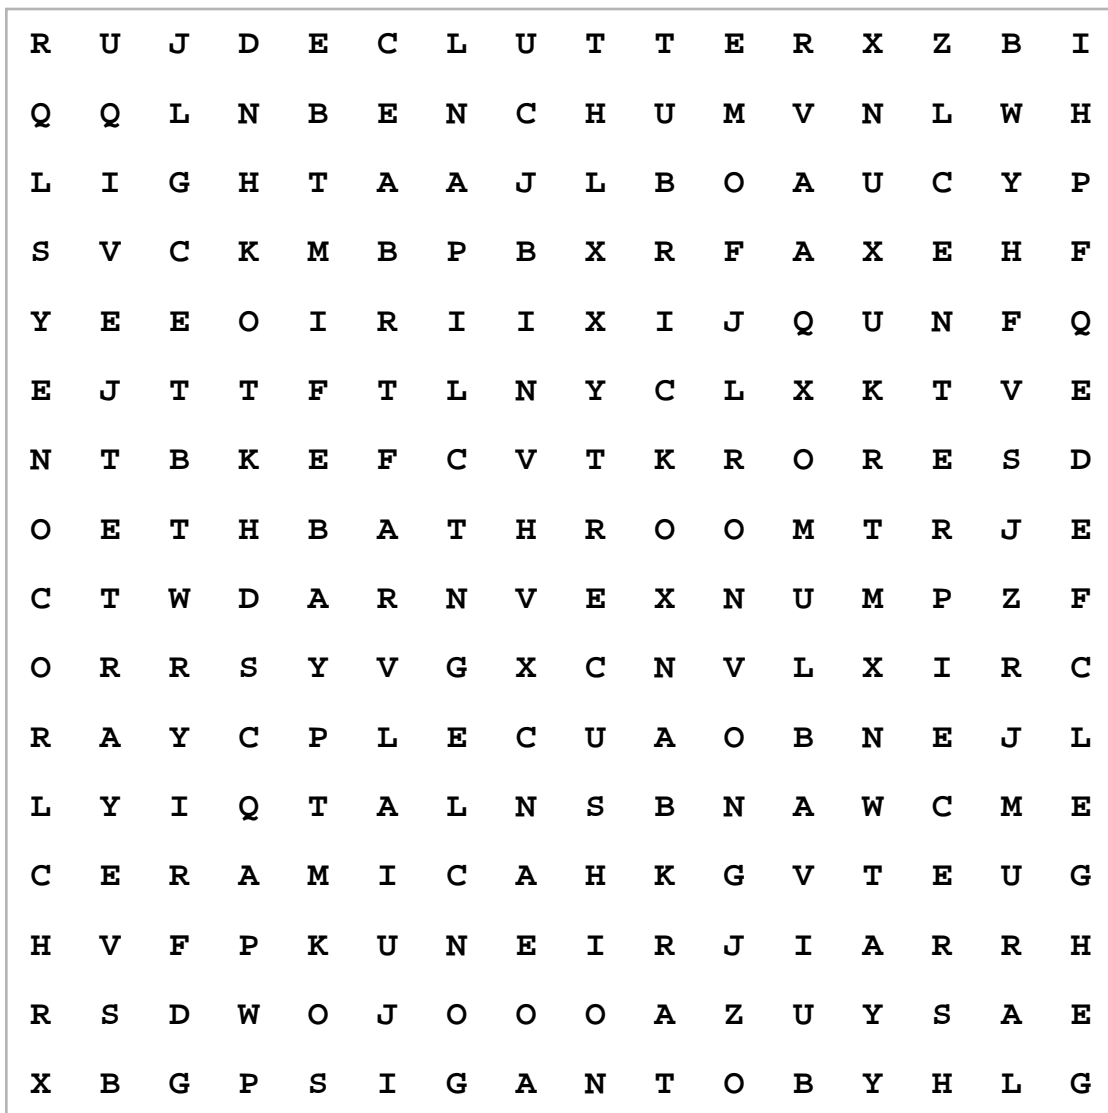 R U J D E C L U T T E R X Z B I
Q Q L N B E N C H U M V N L W H
L I G H T A A J L B O A U C Y P
S V C K M B P B X R F A X E H F
Y E E O I R I I X I J Q U N F Q
E J T T F T L N Y C L X K T V E
N T B K E F C V T K R O R E S D
O E T H B A T H R O O M T R J E
C T W D A R N V E X N U M P Z F
O R R S Y V G X C N V L X I R C
R A Y C P L E C U A O B N E J L
L Y I Q T A L N S B N A W C M E
C E R A M I C A H K G V T E U G
H V F P K U N E I R J I A R R H
R S D W O J O O O A Z U Y S A E
X B G P S I G A N T O B Y H L G